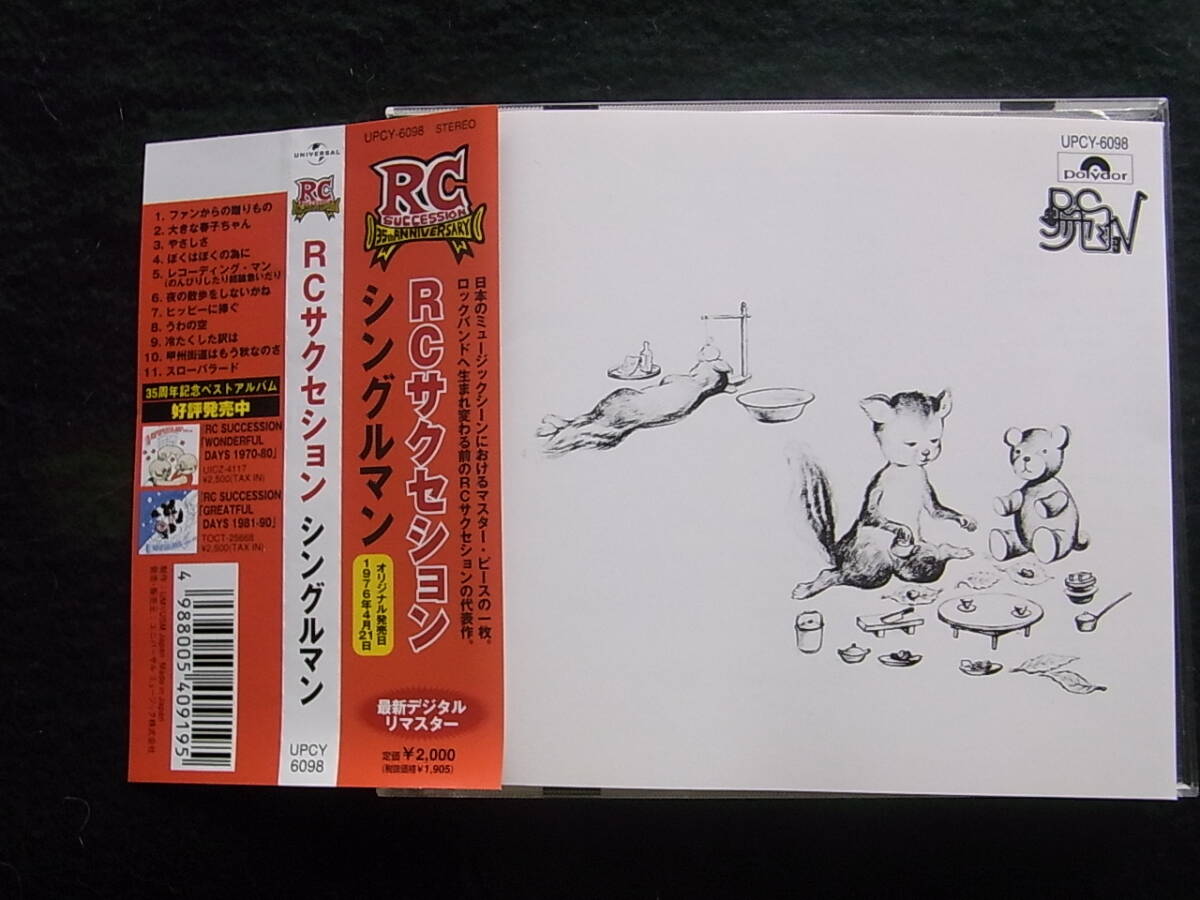 1. ファンからの贈りもの
2. 大きな春子ちゃん
3. やさしさ
4. ぼくはぼくの為に
5. レコーディング・マン
(のんびりしたり結論急いだり
6. 夜の散歩をしないかね
7. ヒッピーに捧ぐ
8. うわの空
9. 冷たくした訳は
10. 甲州街道はもう秋なのさ
11. スローバラード
35周年記念ベストアルバム
好評発売中
「RC SUCCESSION
「WONDERFUL
DAYS 1970-80」
UICZ-4117
¥2,500(TAX IN)
「RC SUCCESSION
「GREATFUL
DAYS 1981-90」
TOCT-25668
¥2,500(TAX IN)
4 988005 409195
UNIVERSAL
RC
RCサクセション シングルマン
UPCY
6098
UPCY-6098 STEREO
RC
SUCCESSION
35th ANNIVERSARY
RCサクセション
シングルマン
日本のミュージックシーンにおけるマスター・ピースの一枚。
ロックバンドへ生まれ変わる前のRCサクセションの代表作。
オリジナル発売日
1976年4月21日
最新デジタル
リマスター
定価 ¥2,000
(税抜価格¥1,905)
UPCY-6098
polydor